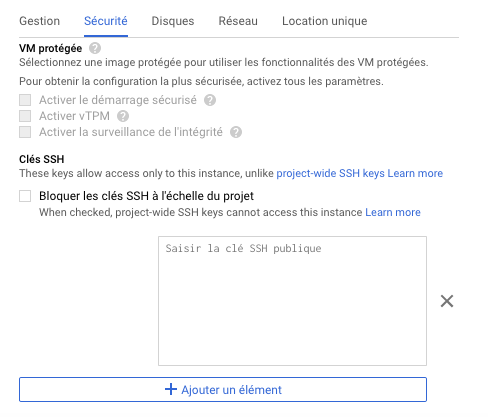 Gestion Sécurité Disques Réseau Location unique
VM protégée ?
Sélectionnez une image protégée pour utiliser les fonctionnalités des VM protégées.
Pour obtenir la configuration la plus sécurisée, activez tous les paramètres.
Activer le démarrage sécurisé ?
Activer vTPM ?
Activer la surveillance de l'intégrité ?
Clés SSH
These keys allow access only to this instance, unlike project-wide SSH keys Learn more
Bloquer les clés SSH à l'échelle du projet
When checked, project-wide SSH keys cannot access this instance Learn more
Saisir la clé SSH publique
Ajouter un élément